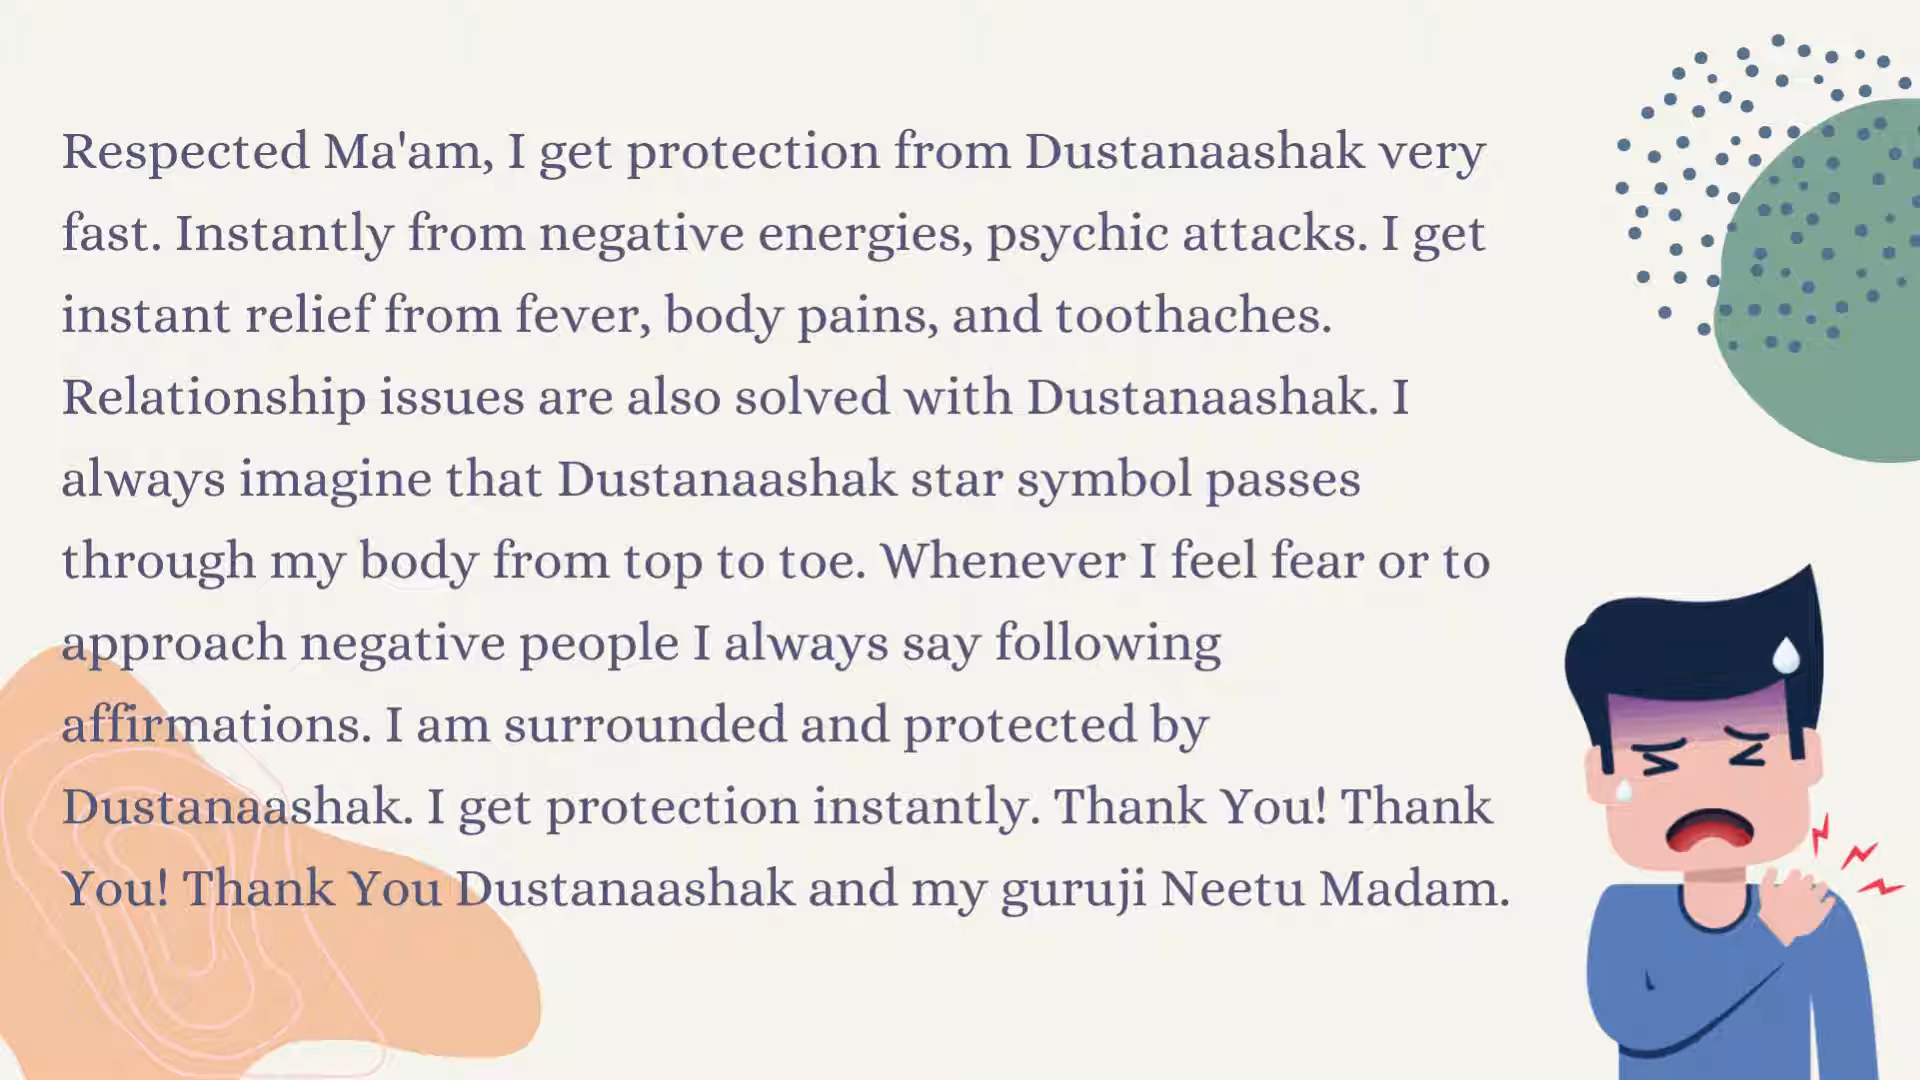 Respected Ma'am, I get protection from Dustanaashak very
fast. Instantly from negative energies, psychic attacks. I get
instant relief from fever, body pains, and toothaches.
Relationship issues are also solved with Dustanaashak. I
always imagine that Dustanaashak star symbol passes
through my body from top to toe. Whenever I feel fear or to
approach negative people I always say following
affirmations. I am surrounded and protected by
Dustanaashak. I get protection instantly. Thank You! Thank
You! Thank You Dustanaashak and my guruji Neetu Madam.